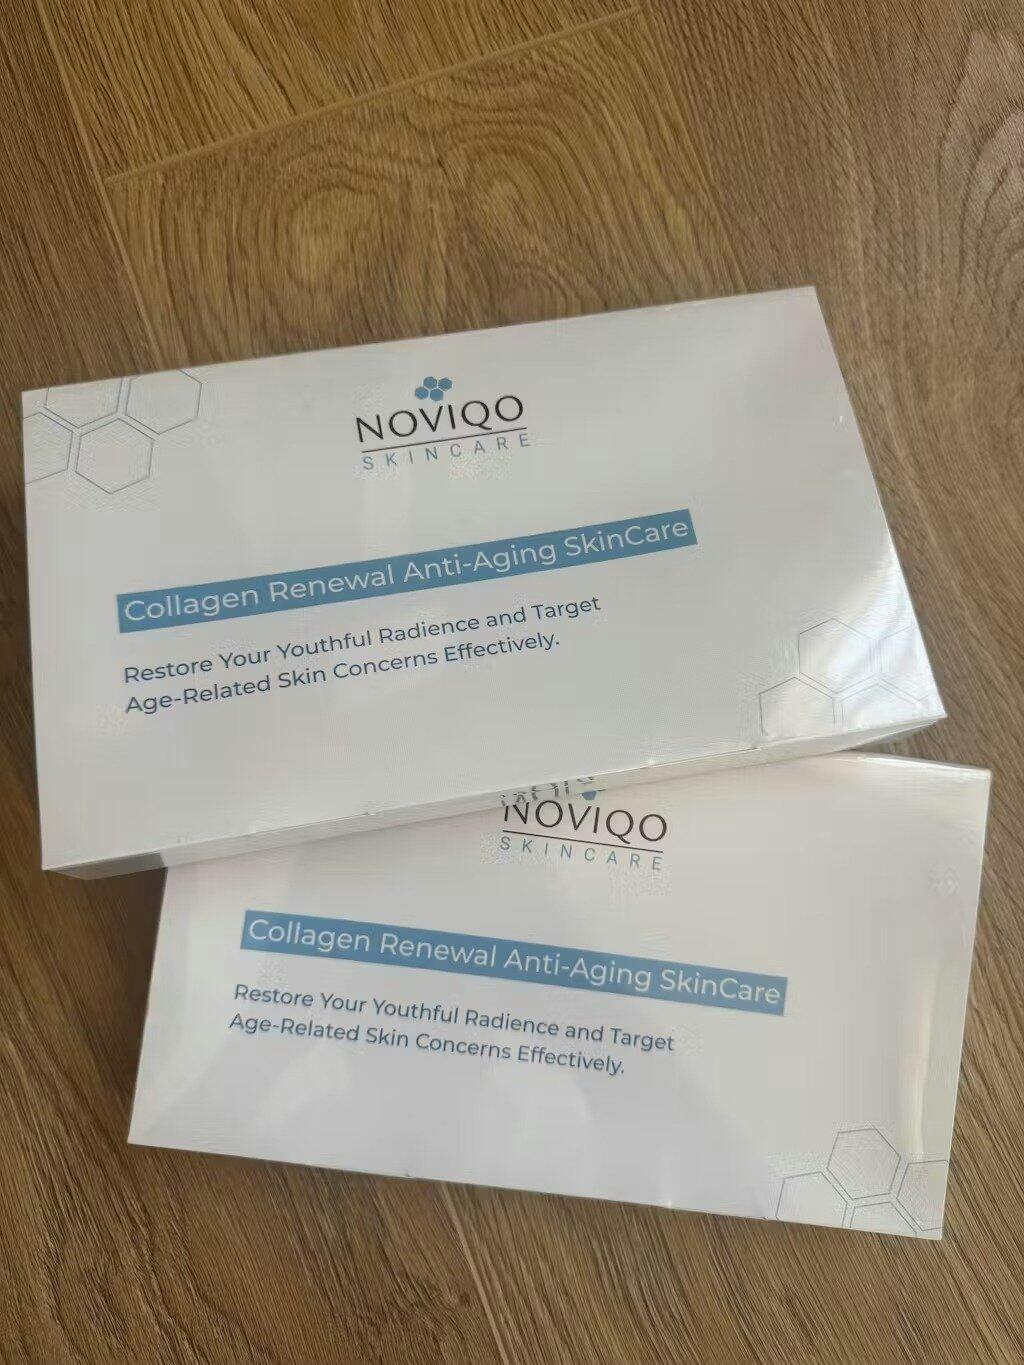 NOVIQO
SKINCARE
Collagen Renewal Anti-Aging SkinCare
Restore Your Youthful Radience and Target
Age-Related Skin Concerns Effectively.
NOVIQO
SKINCARE
Collagen Renewal Anti-Aging SkinCare
Restore Your Youthful Radience and Target
Age-Related Skin Concerns Effectively.